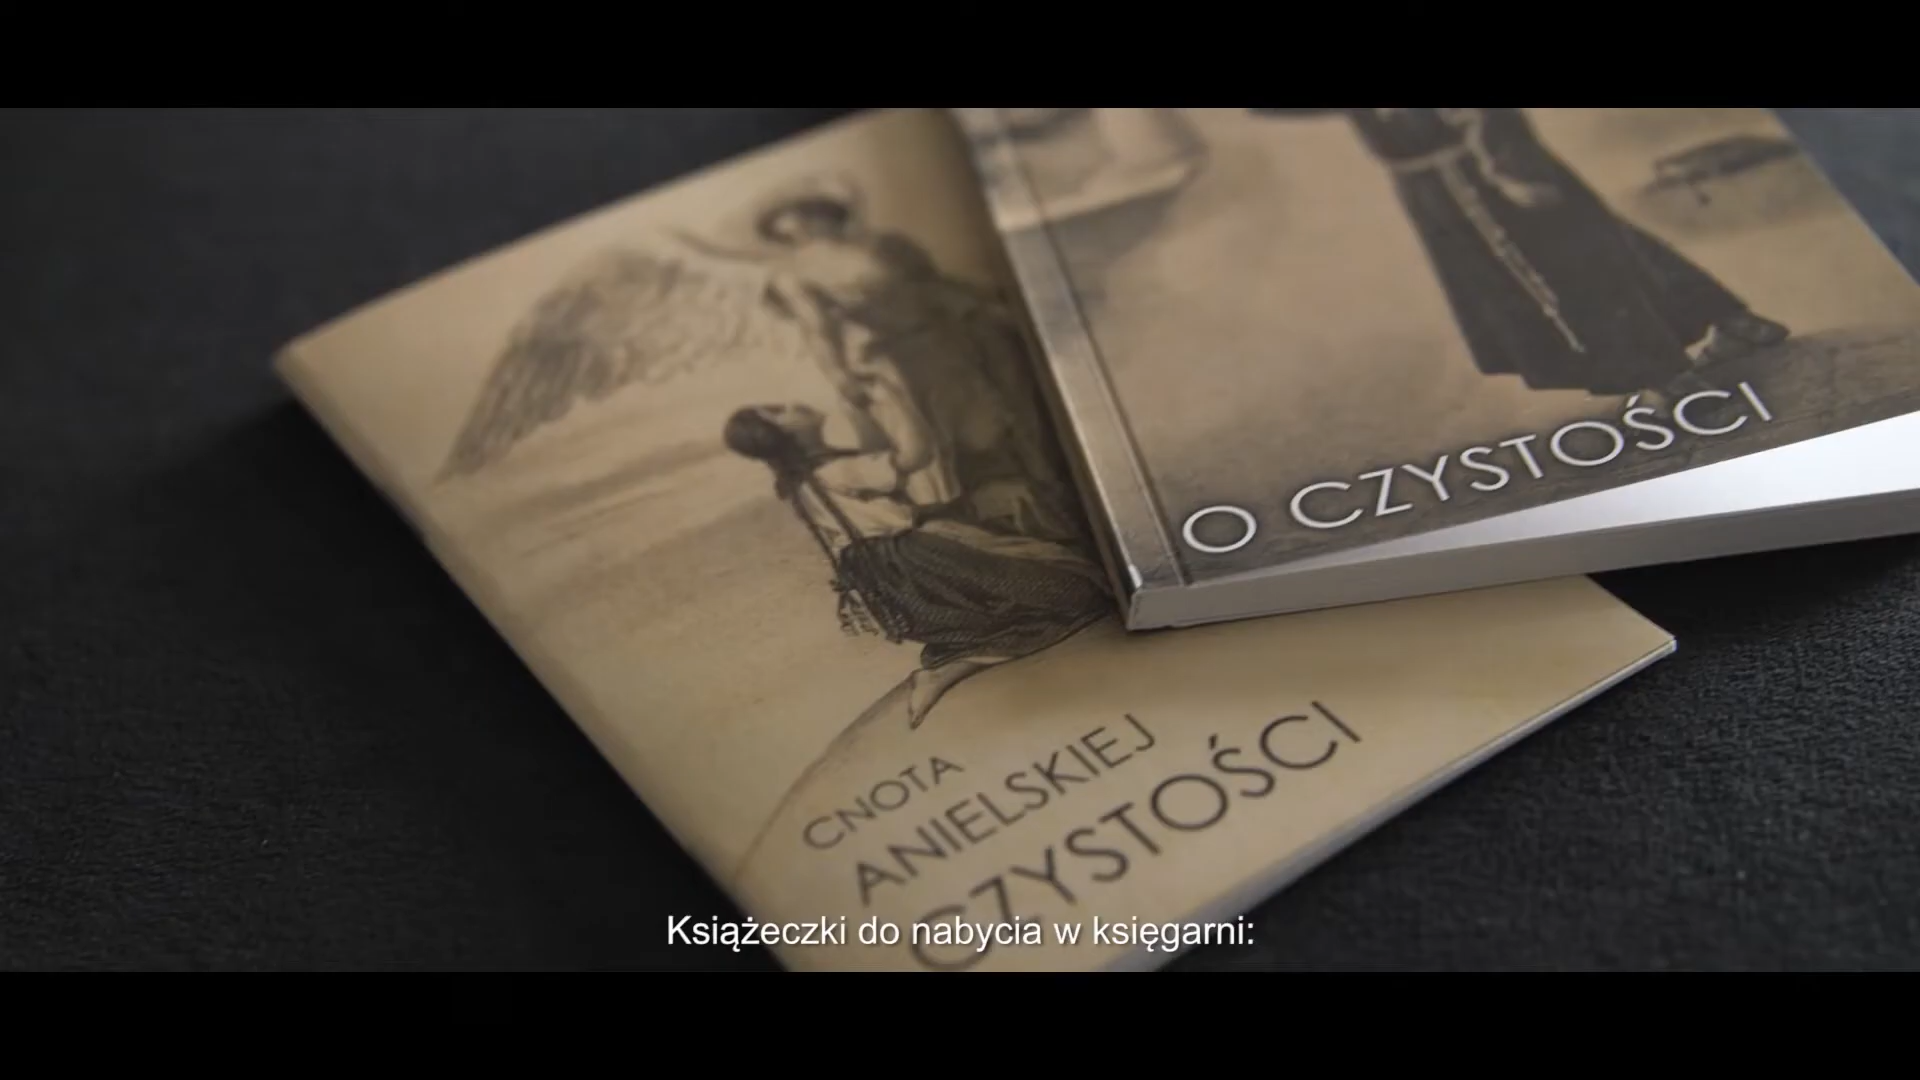 O CZYSTOŚCI
CNOTA
ANIELSKIEJ
CZYSTOŚCI
Książeczki do nabycia w księgarni: